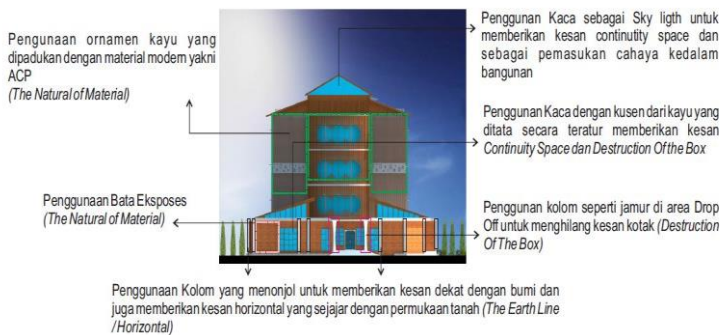 Pengunaan ornamen kayu yang
dipadukan dengan material modern yakni
ACP
(The Natural of Material)
Penggunaan Bata Eksposes
(The Natural of Material)
Penggunan Kaca sebagai Sky ligth untuk
memberikan kesan continutity space dan
sebagai pemasukan cahaya kedalam
bangunan
Penggunan Kaca dengan kusen dari kayu yang
ditata secara teratur memberikan kesan
Continuity Space dan Destruction Of the Box
Penggunan kolom seperti jamur di area Drop
Off untuk menghilang kesan kotak (Destruction
Of The Box)
Penggunaan Kolom yang menonjol untuk memberikan kesan dekat dengan bumi dan
juga memberikan kesan horizontal yang sejajar dengan permukaan tanah (The Earth Line
/Horizontal)